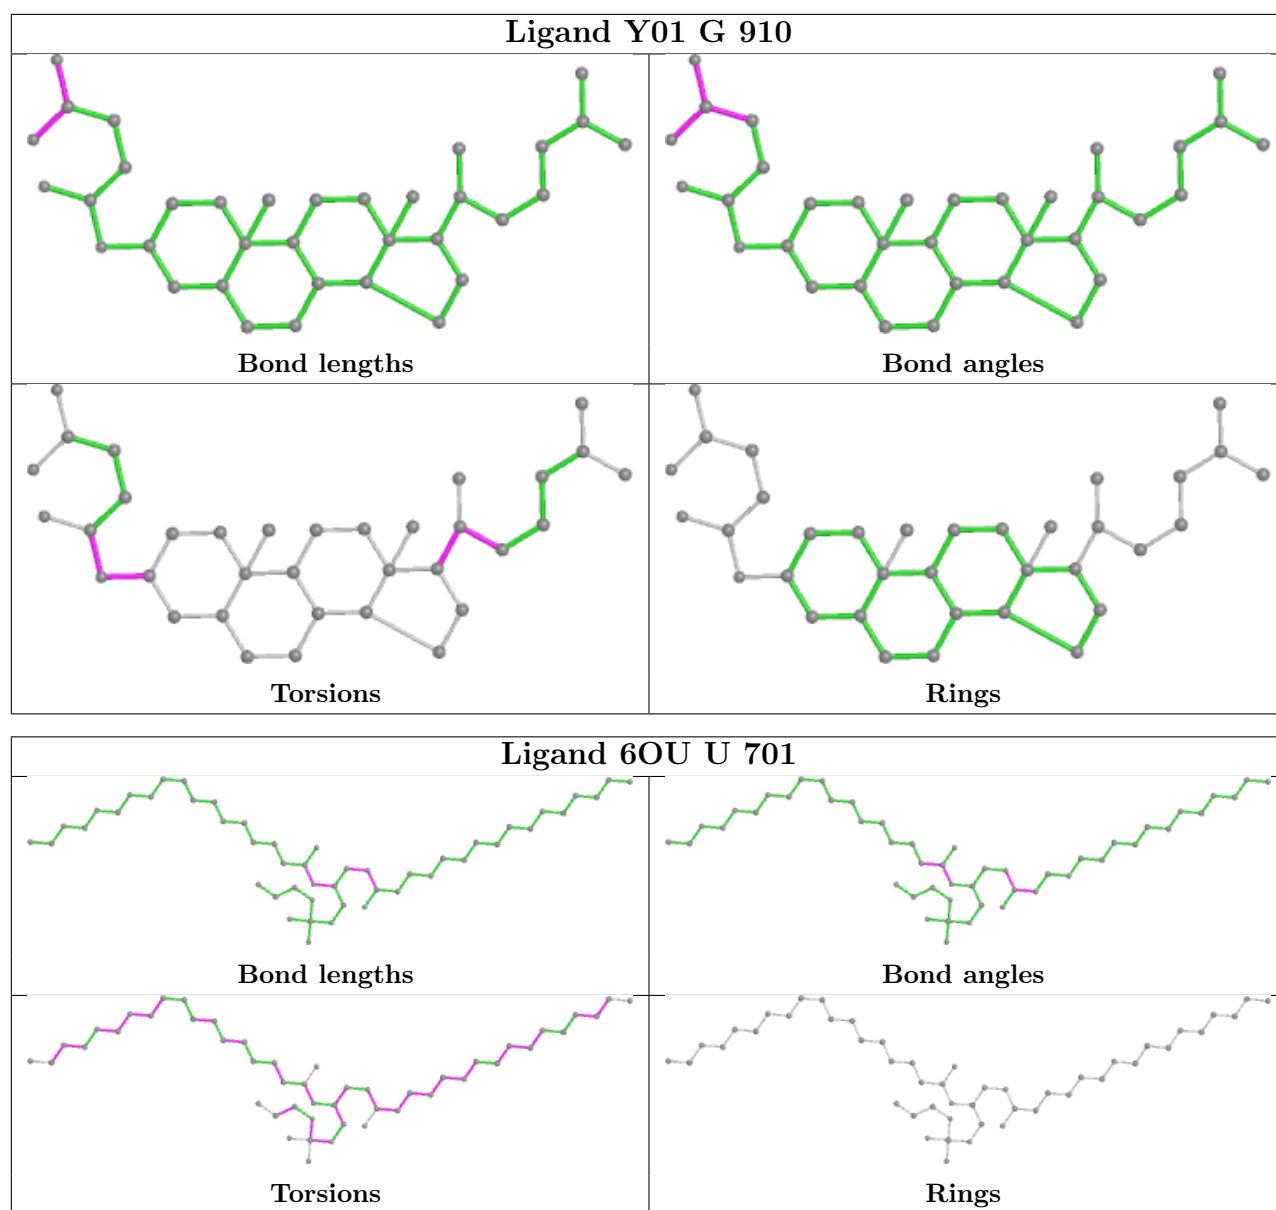 Ligand Y01 G 910
Bond lengths
Bond angles
Torsions
Rings
Ligand 6OU U 701
Bond lengths
Bond angles
Torsions
Rings